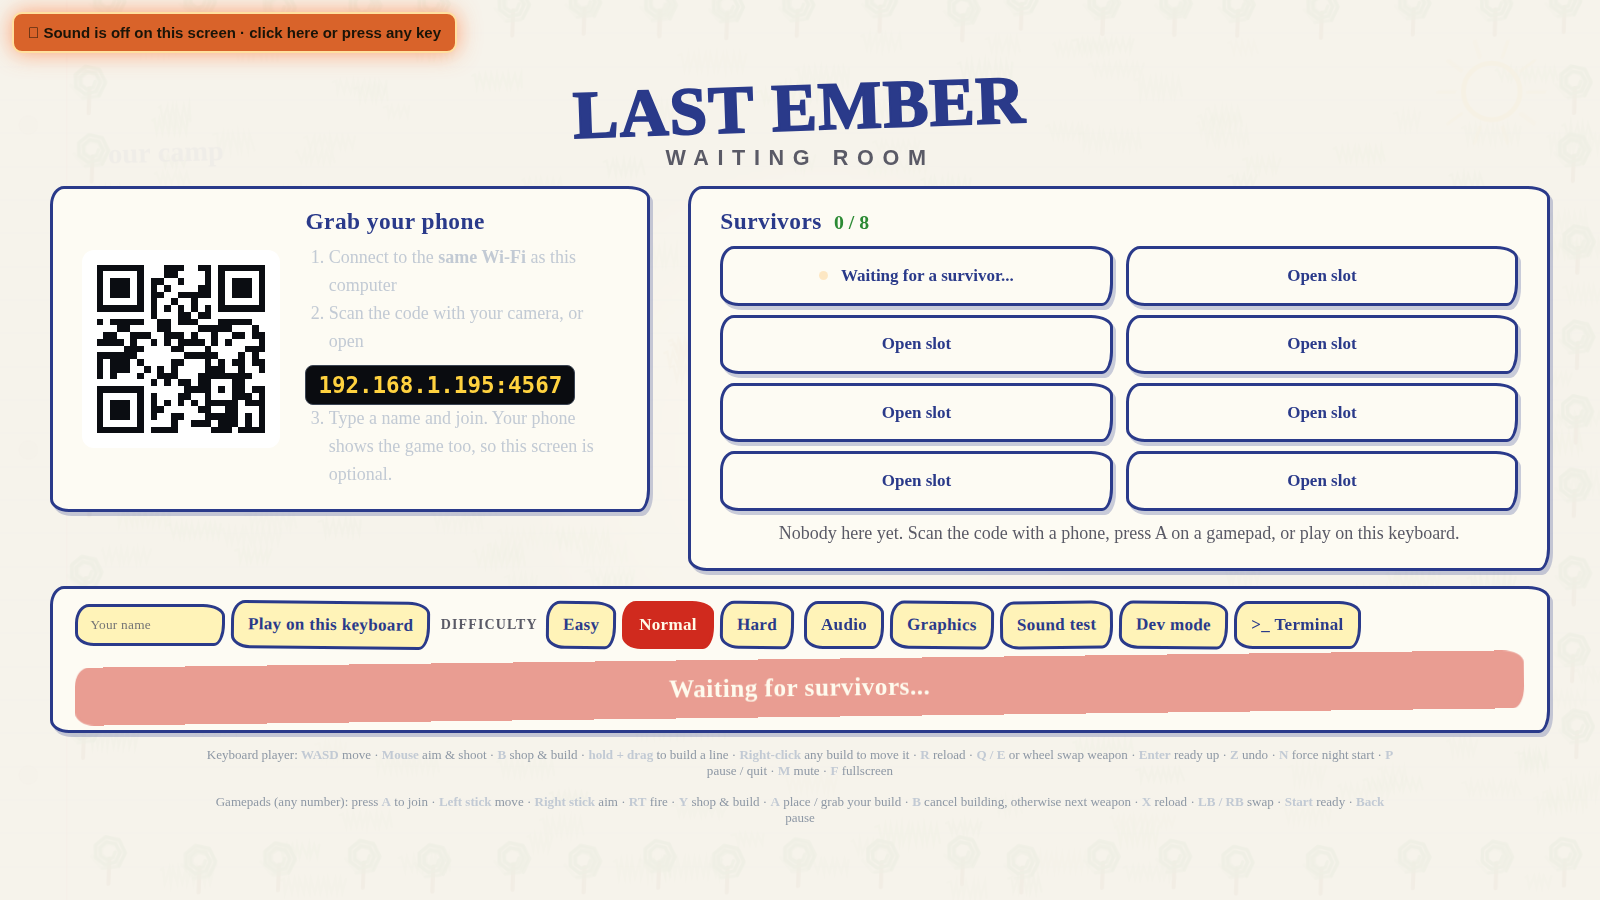 Sound is off on this screen · click here or press any key
LAST EMBER
WAITING ROOM
our camp
Grab your phone
1. Connect to the same Wi-Fi as this
computer
2. Scan the code with your camera, or
open
192.168.1.195:4567
3. Type a name and join. Your phone
shows the game too, so this screen is
optional.
Survivors 0 / 8
Waiting for a survivor...
Open slot
Open slot
Open slot
Open slot
Open slot
Open slot
Open slot
Nobody here yet. Scan the code with a phone, press A on a gamepad, or play on this keyboard.
Your name
Play on this keyboard
DIFFICULTY
Easy
Normal
Hard
Audio
Graphics
Sound test
Dev mode
>_ Terminal
Waiting for survivors...
Keyboard player: WASD move · Mouse aim & shoot · B shop & build · hold + drag to build a line · Right-click any build to move it · R reload · Q / E or wheel swap weapon · Enter ready up · Z undo · N force night start · P
pause / quit · M mute · F fullscreen
Gamepads (any number): press A to join · Left stick move · Right stick aim · RT fire · Y shop & build · A place / grab your build · B cancel building, otherwise next weapon · X reload · LB / RB swap · Start ready · Back
pause